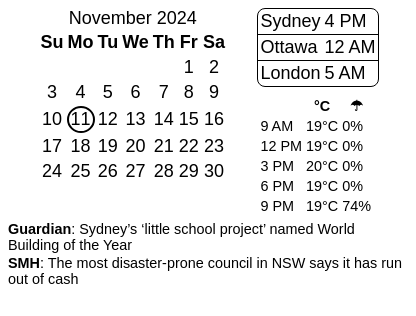 November 2024
Su Mo Tu We Th Fr Sa
1 2
3 4 5 6 7 8 9
10 11 12 13 14 15 16
17 18 19 20 21 22 23
24 25 26 27 28 29 30
Sydney 4 PM
Ottawa 12 AM
London 5 AM
°C ☂
9 AM 19°C 0%
12 PM 19°C 0%
3 PM 20°C 0%
6 PM 19°C 0%
9 PM 19°C 74%
Guardian: Sydney’s ‘little school project’ named World
Building of the Year
SMH: The most disaster-prone council in NSW says it has run
out of cash